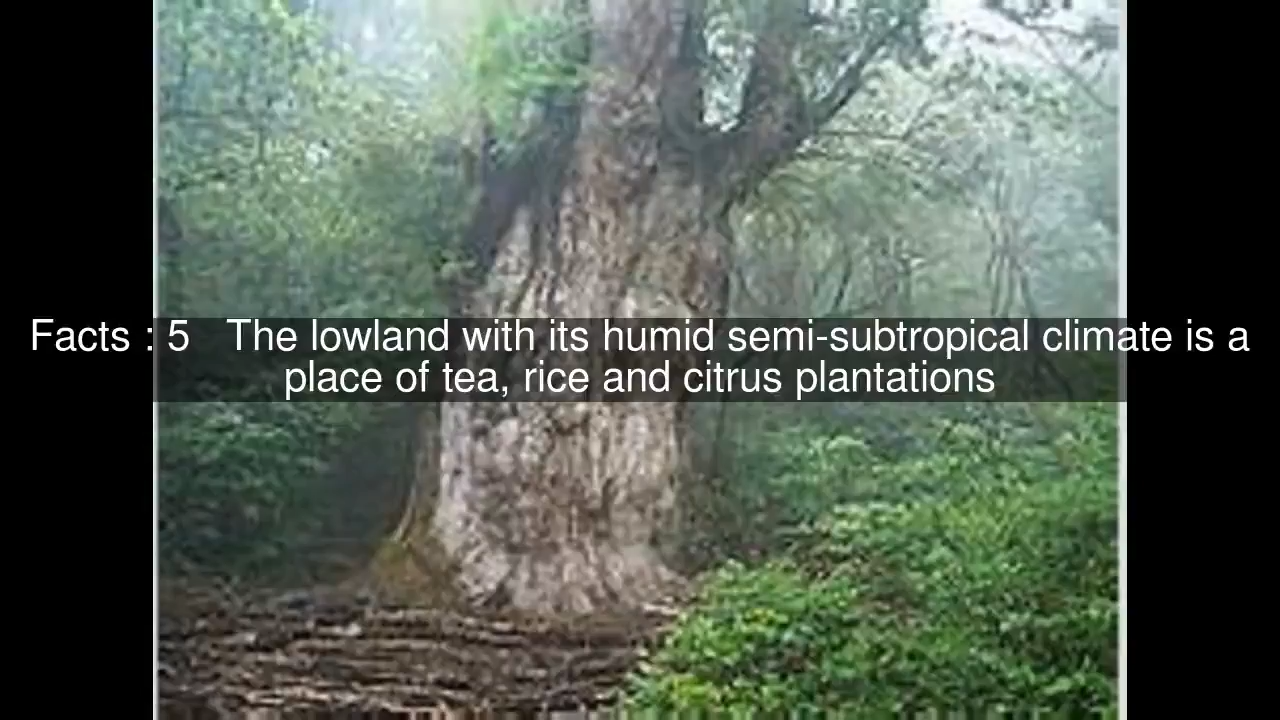 Facts : 5 The lowland with its humid semi-subtropical climate is a
place of tea, rice and citrus plantations